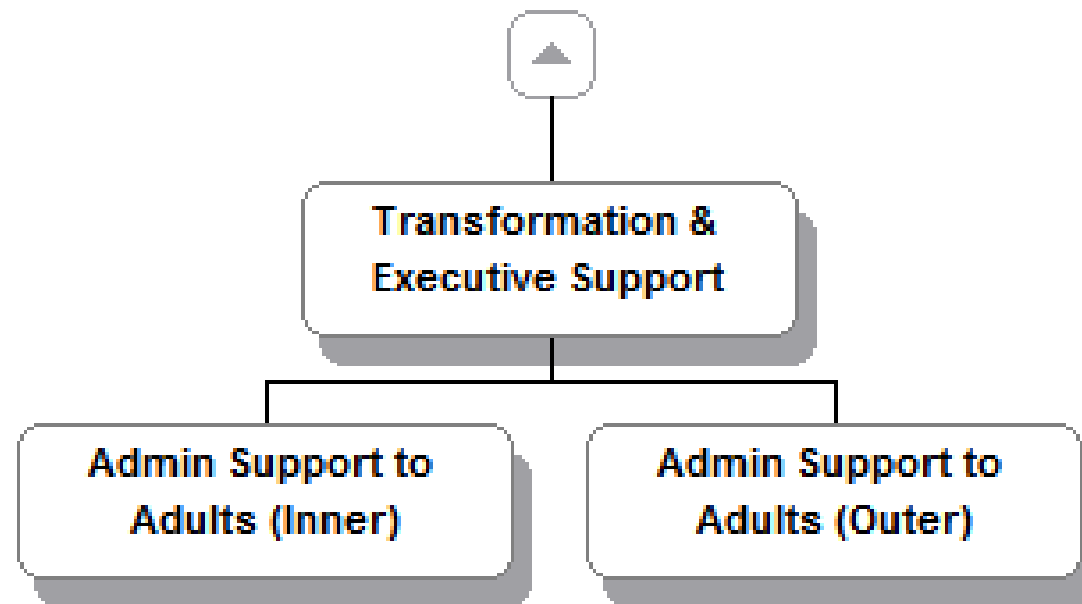 Transformation &
Executive Support
Admin Support to
Adults (Inner)
Admin Support to
Adults (Outer)